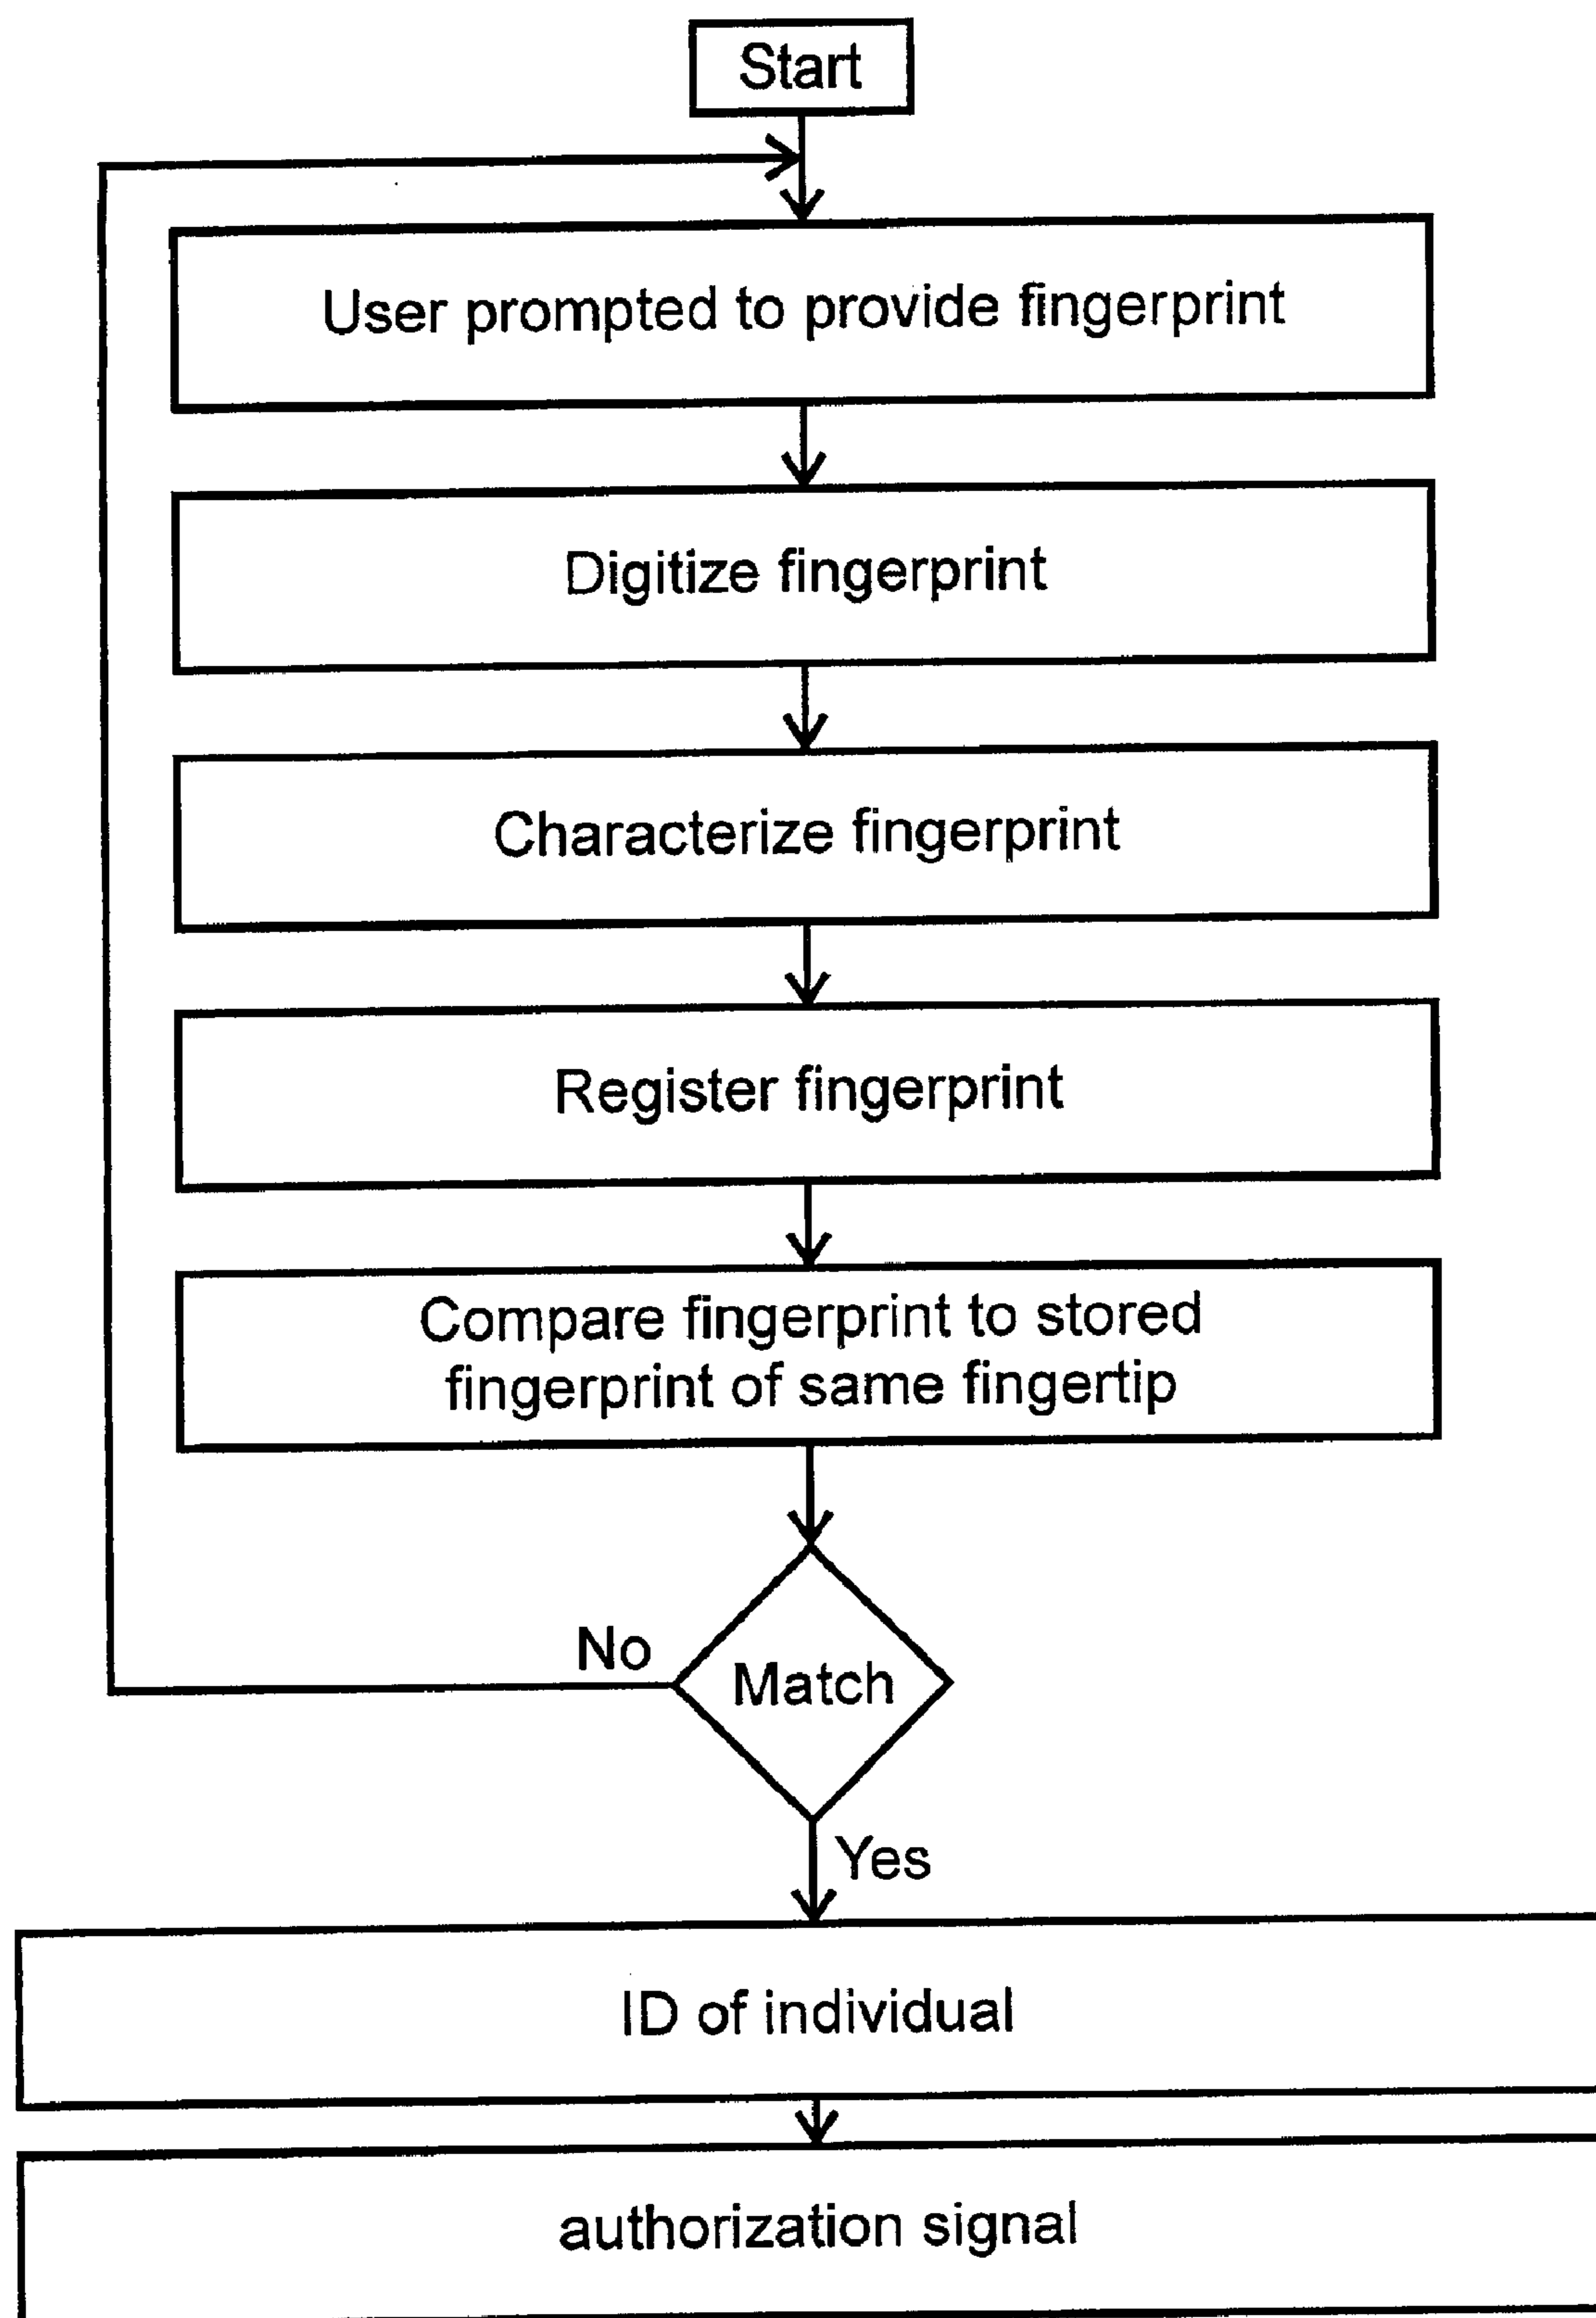 Start
User prompted to provide fingerprint
Digitize fingerprint
Characterize fingerprint
Register fingerprint
Compare fingerprint to stored
fingerprint of same fingertip
No
Match
Yes
ID of individual
authorization signal